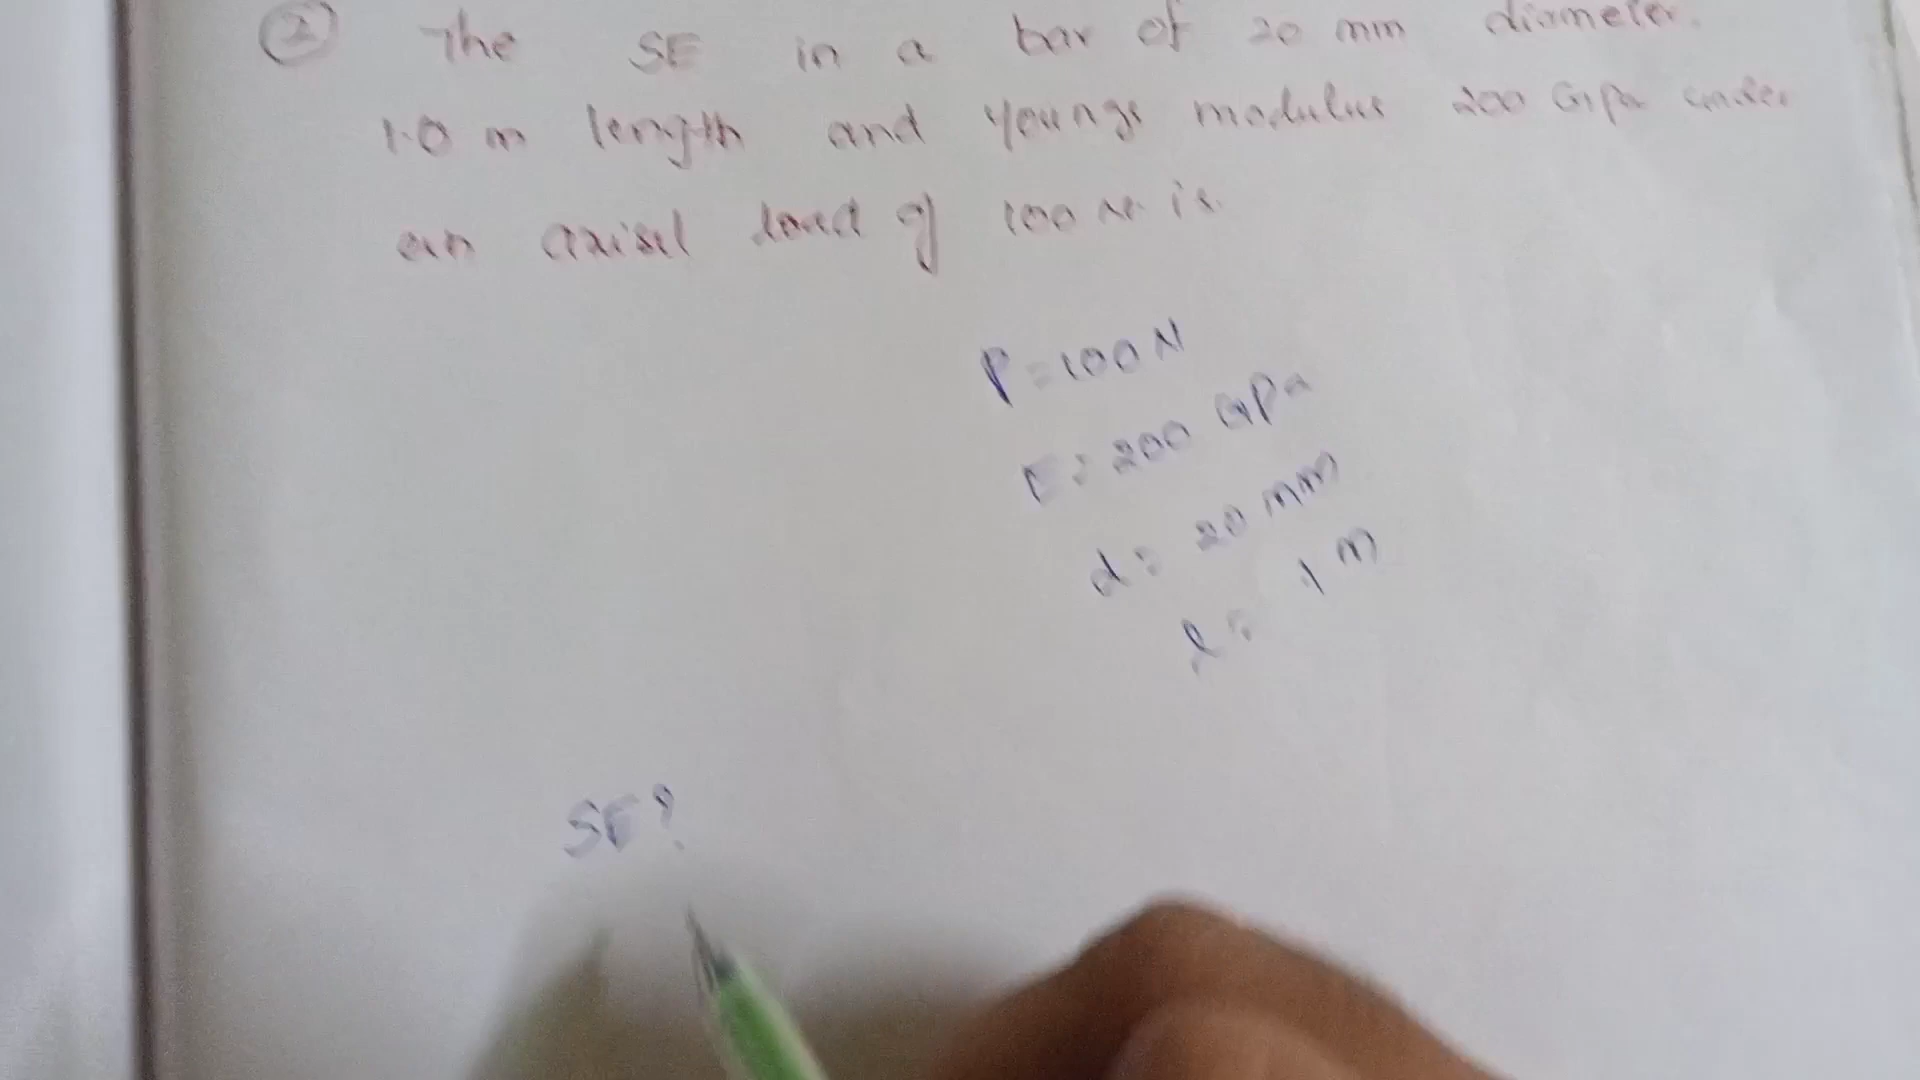 ② The SE in a bar of 20 mm diameter.
1.0 m length and youngs modulus 200 Gpa under
an axial load of 100 N is.
P = 100 N
E = 200 GPa
d = 20 mm
l = 1 m
SE?